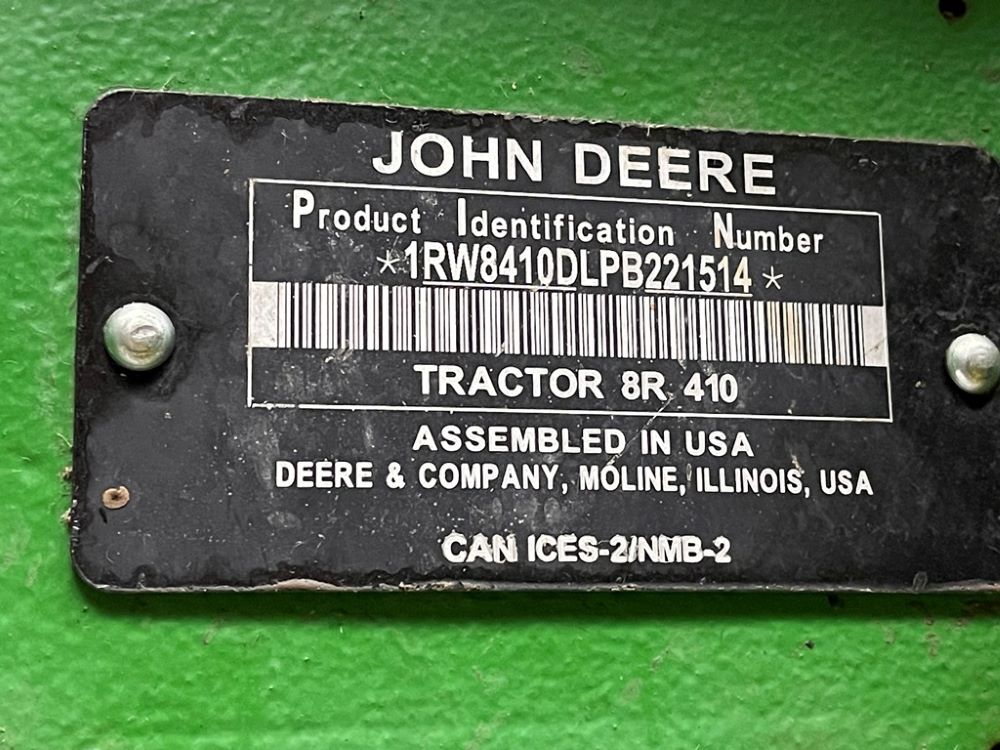 JOHN DEERE
Product Identification Number
*1RW8410DLPB221514*
TRACTOR 8R 410
ASSEMBLED IN USA
DEERE & COMPANY, MOLINE, ILLINOIS, USA
CAN ICES-2/NMB-2